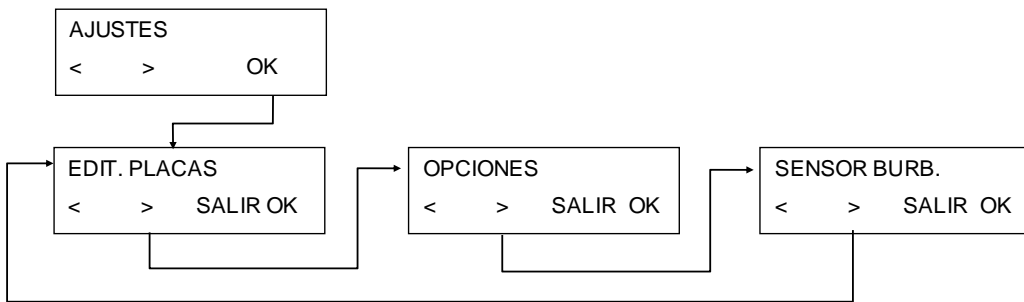 AJUSTES
< > OK
EDIT. PLACAS
< > SALIR OK
OPCIONES
< > SALIR OK
SENSOR BURB.
< > SALIR OK